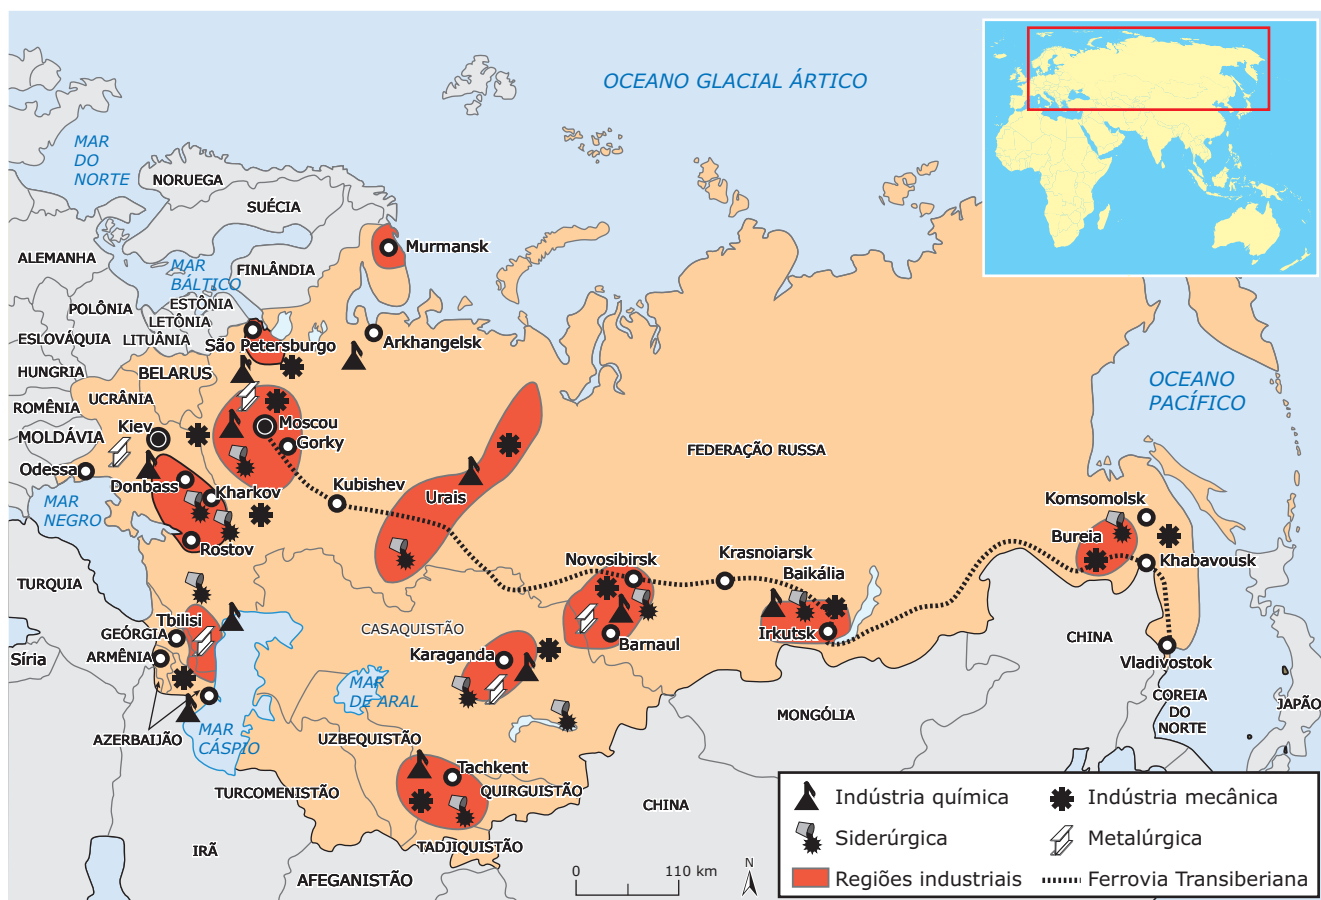 OCEANO GLACIAL ÁRTICO
MAR
DO
NORTE
NORUEGA
SUÉCIA
Murmansk
ALEMANHA
MAR
BÁLTICO
FINLÂNDIA
POLÔNIA
ESTÔNIA
LETÔNIA
ESLOVÁQUIA
LITUÂNIA
São Petersburgo
Arkhangelsk
HUNGRIA
BELARUS
OCEANO
PACÍFICO
ROMÊNIA
UCRÂNIA
MOLDÁVIA
Kiev
Moscou
Gorky
FEDERAÇÃO RUSSA
Odessa
Donbass
Kharkov
Kubishev
Urais
MAR
NEGRO
Rostov
Komsomolsk
Bureia
Khabavousk
Novosibirsk
Krasnoiarsk
Baikália
TURQUIA
Tbilisi
GEÓRGIA
CASAQUISTÃO
Irkutsk
Barnaul
CHINA
Síria
ARMÊNIA
Karaganda
Vladivostok
MAR
DE ARAL
COREIA
DO
NORTE
JAPÃO
MONGÓLIA
AZERBAIJÃO
MAR
CÁSPIO
UZBEQUISTÃO
Tachkent
TURCOMENISTÃO
QUIRGUISTÃO
CHINA
IRÃ
TADJIQUISTÃO
AFEGANISTÃO
0
110 km
N
Indústria química
Indústria mecânica
Siderúrgica
Metalúrgica
Regiões industriais
Ferrovia Transiberiana